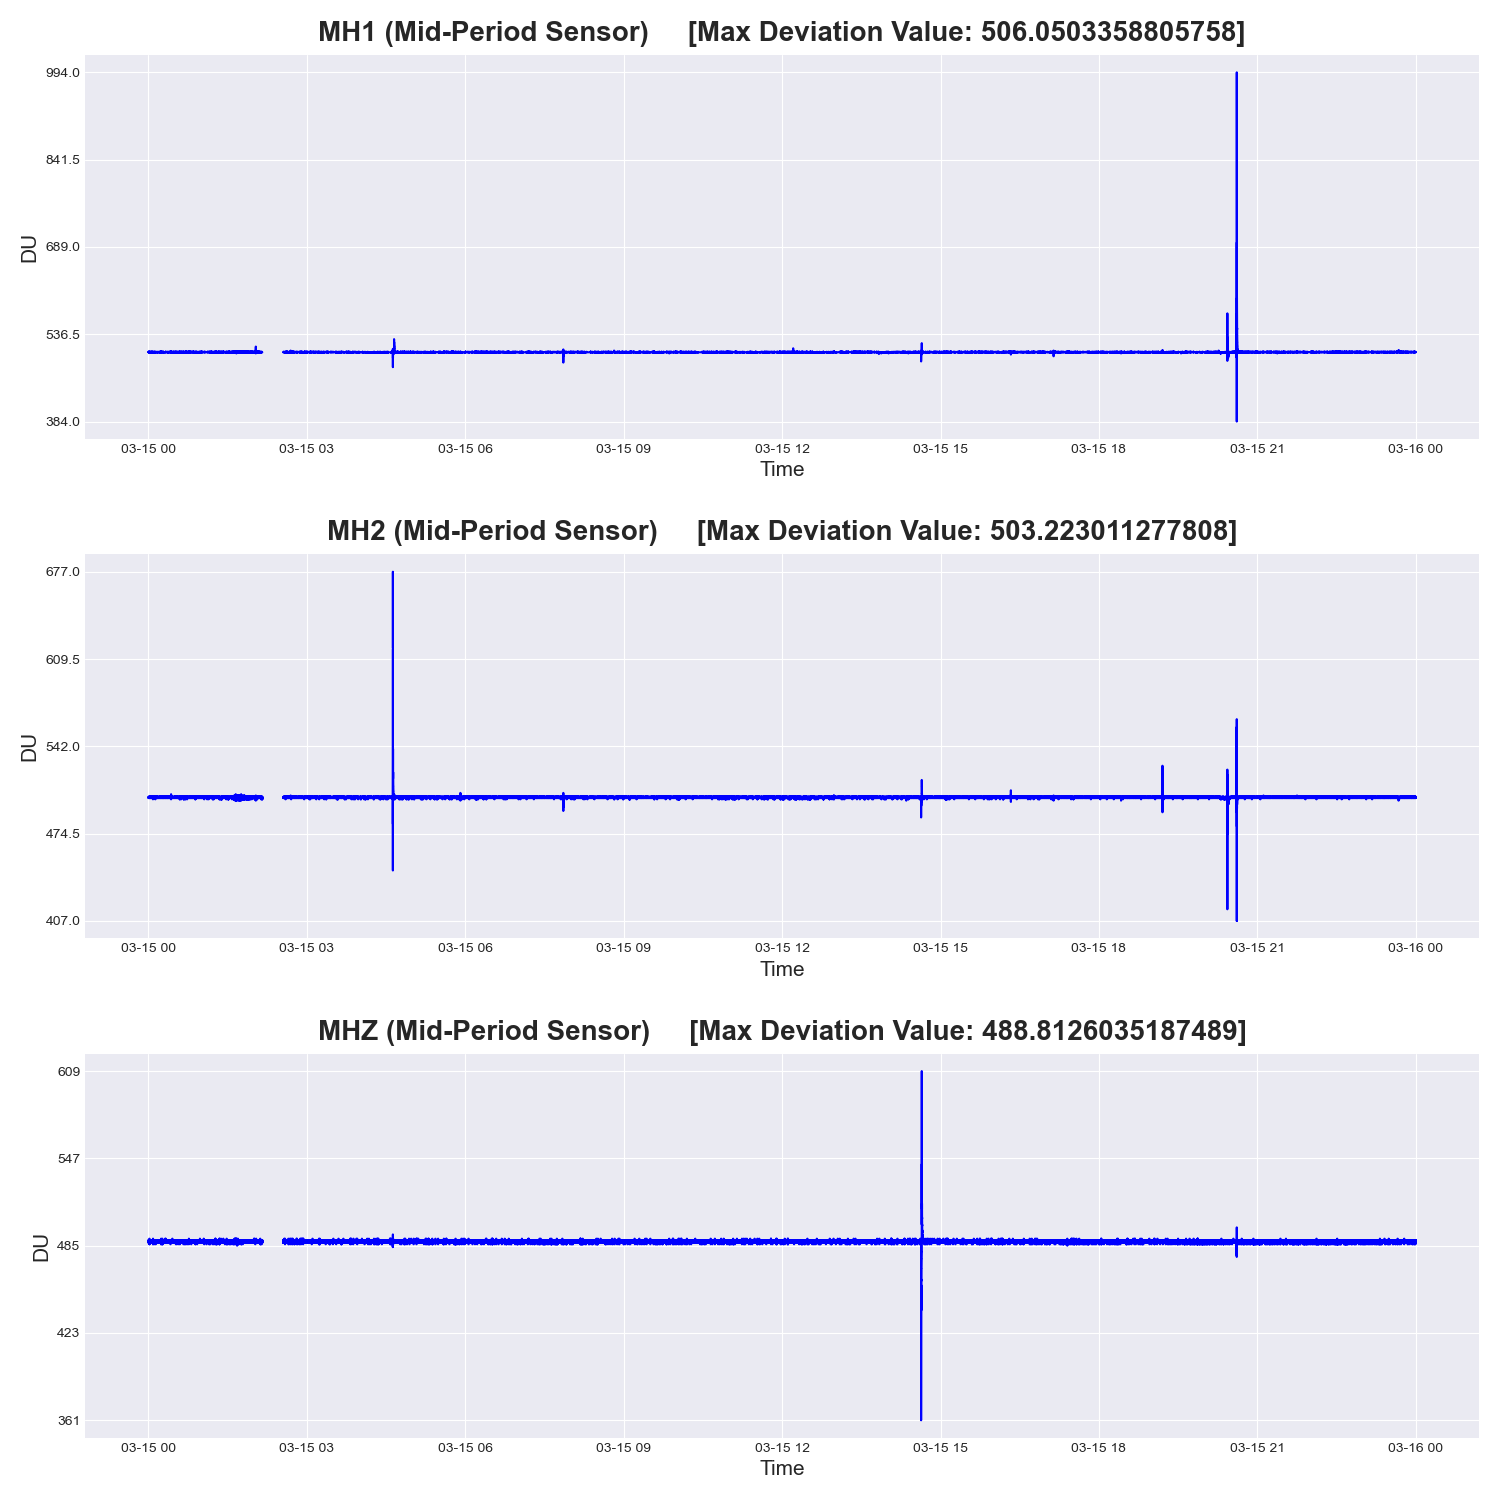 MH1 (Mid-Period Sensor) [Max Deviation Value: 506.0503358805758]
994.0
841.5
689.0
536.5
384.0
DU
03-15 00 03-15 03 03-15 06 03-15 09 03-15 12 03-15 15 03-15 18 03-15 21 03-16 00
Time
MH2 (Mid-Period Sensor) [Max Deviation Value: 503.223011277808]
677.0
609.5
542.0
474.5
407.0
DU
03-15 00 03-15 03 03-15 06 03-15 09 03-15 12 03-15 15 03-15 18 03-15 21 03-16 00
Time
MHZ (Mid-Period Sensor) [Max Deviation Value: 488.8126035187489]
609
547
485
423
361
DU
03-15 00 03-15 03 03-15 06 03-15 09 03-15 12 03-15 15 03-15 18 03-15 21 03-16 00
Time